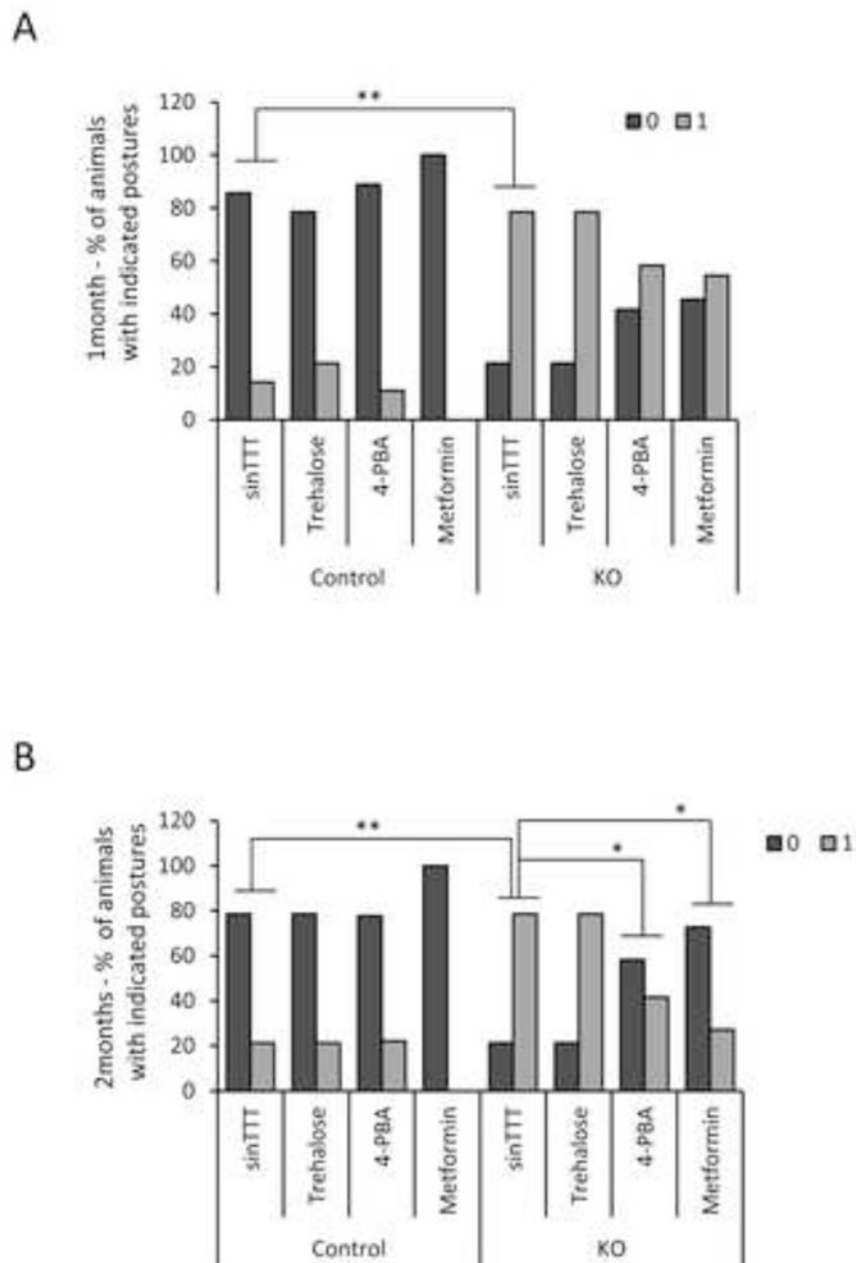 A
1month - % of animals
with indicated postures
120
100
80
60
40
20
0
**
0 1
sinTTT
Trehalose
4-PBA
Metformin
sinTTT
Trehalose
4-PBA
Metformin
Control
KO
B
2months - % of animals
with indicated postures
120
100
80
60
40
20
0
**
*
*
0 1
sinTTT
Trehalose
4-PBA
Metformin
sinTTT
Trehalose
4-PBA
Metformin
Control
KO